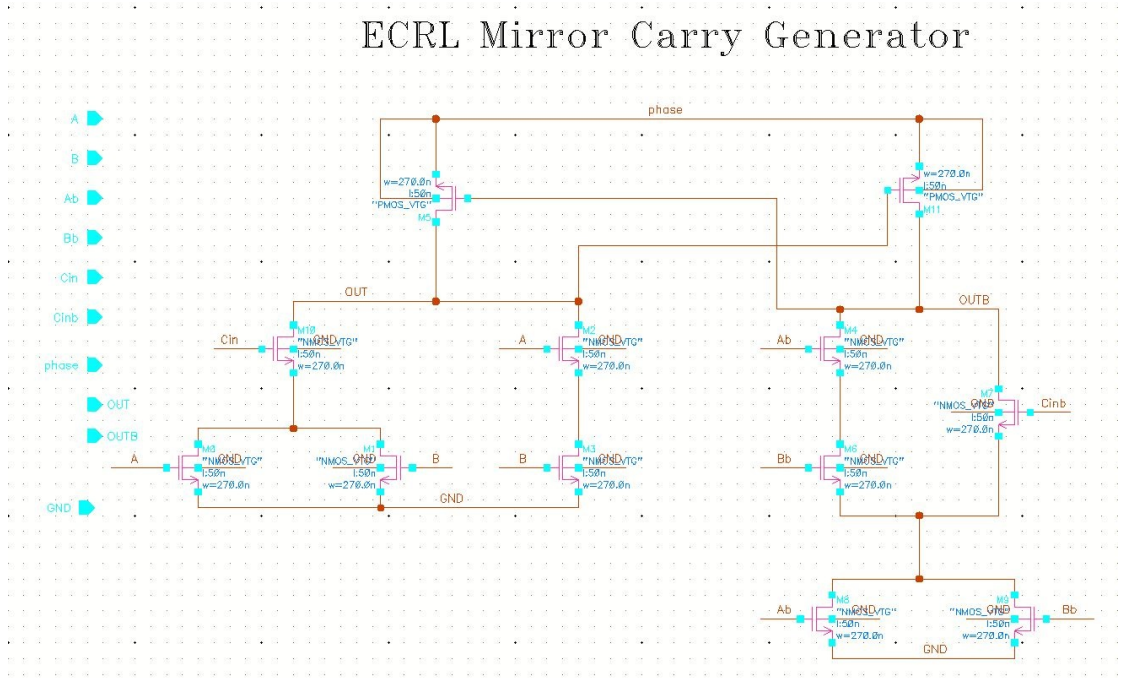 ECRL Mirror Carry Generator
phase
A
B
Ab
Bb
Cin
Cinb
phase
OUT
OUTB
GND
w=270.0n
l:50n
"PMOS_VTG"
M5
w=270.0n
l:50n
"PMOS_VTG"
M11
OUT
OUTB
Cin
M10
GND
"NMOS_VTG"
l:50n
w=270.0n
A
M2
GND
"NMOS_VTG"
l:50n
w=270.0n
Ab
M4
GND
"NMOS_VTG"
l:50n
w=270.0n
M7
GND
"NMOS_VTG"
l:50n
w=270.0n
Cinb
A
M0
GND
"NMOS_VTG"
l:50n
w=270.0n
M1
GND
"NMOS_VTG"
l:50n
w=270.0n
B
B
M3
GND
"NMOS_VTG"
l:50n
w=270.0n
Bb
M6
GND
"NMOS_VTG"
l:50n
w=270.0n
GND
Ab
M8
GND
"NMOS_VTG"
l:50n
w=270.0n
M9
GND
"NMOS_VTG"
l:50n
w=270.0n
Bb
GND